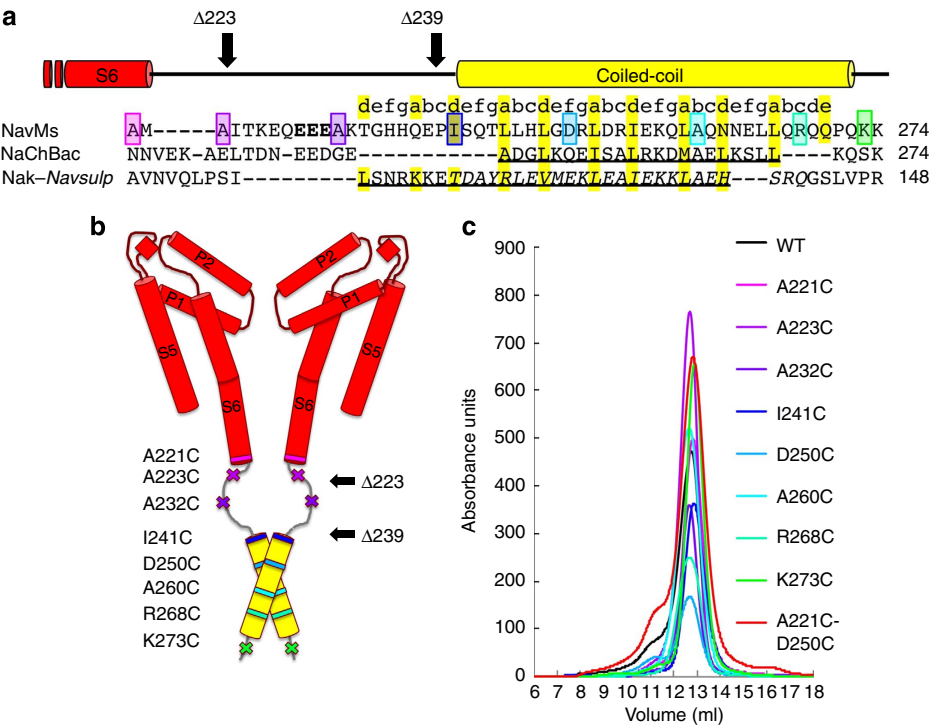 a
Δ223 Δ239
S6 Coiled-coil
defgabcdefgabcdefgabcdefgabcdefgabcde
NavMs AM-----AITKEQEEEAKTGHHQEPISQTLLHLGDRLDRIEKQLAQNNELLQRQQPQKK 274
NaChBac NNVEK-AELTDN-EEDGE------------ADGLKQEISALRKDMAELKSLL----KQSK 274
Nak–Navsulp AVNVQLPSI----------LSNRKKETDAYRLEVMEKLEAIEKKLAEH---SRQGSLVPR 148
b
P2 P2
P1 P1
S5 S5
S6 S6
A221C
A223C
Δ223
A232C
Δ239
I241C
D250C
A260C
R268C
K273C
c
900
800
700
600
500
400
300
200
100
0
Absorbance units
6 7 8 9 10 11 12 13 14 15 16 17 18
Volume (ml)
WT
A221C
A223C
A232C
I241C
D250C
A260C
R268C
K273C
A221C-
D250C